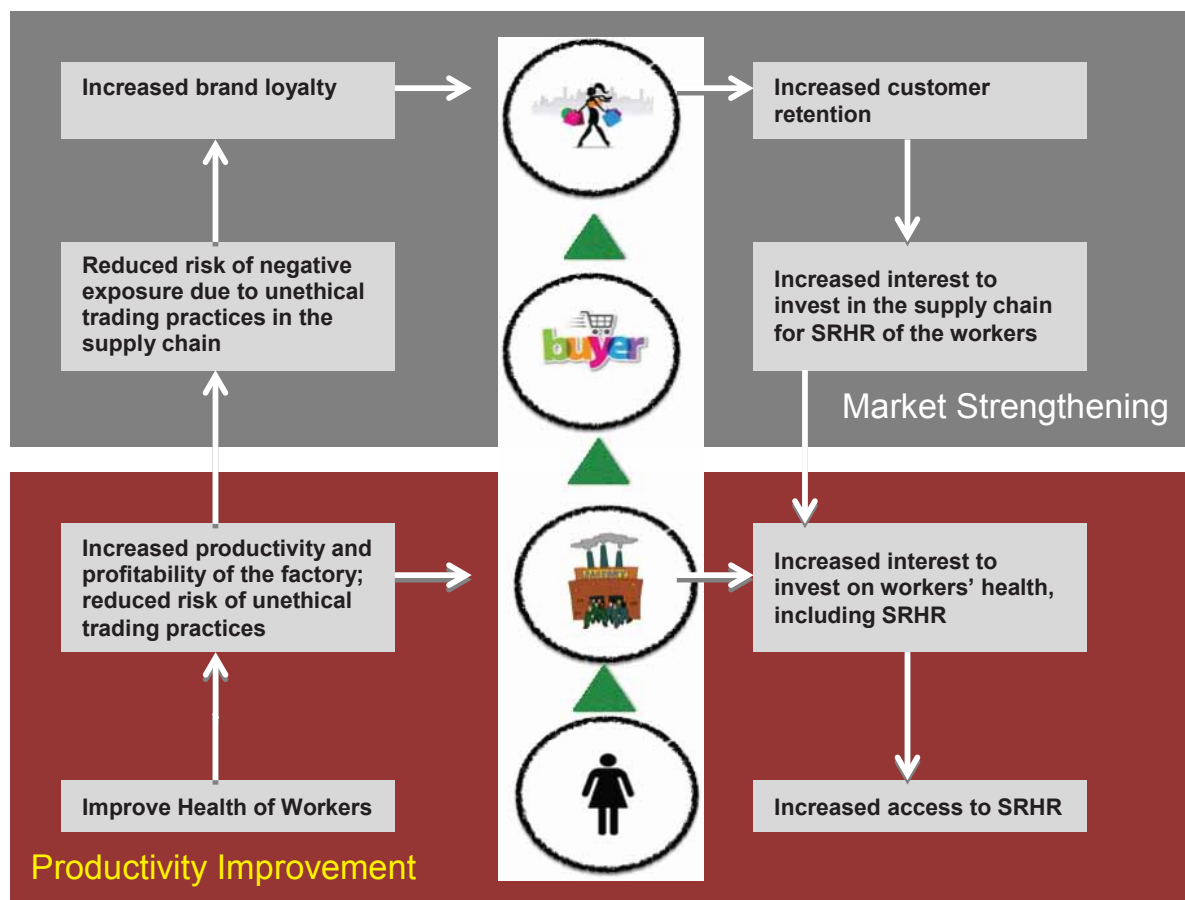 Increased brand loyalty
Increased customer
retention
Reduced risk of negative
exposure due to unethical
trading practices in the
supply chain
buyer
Increased interest to
invest in the supply chain
for SRHR of the workers
Market Strengthening
Increased productivity and
profitability of the factory;
reduced risk of unethical
trading practices
FACTORY
Increased interest to
invest on workers’ health,
including SRHR
Improve Health of Workers
Increased access to SRHR
Productivity Improvement